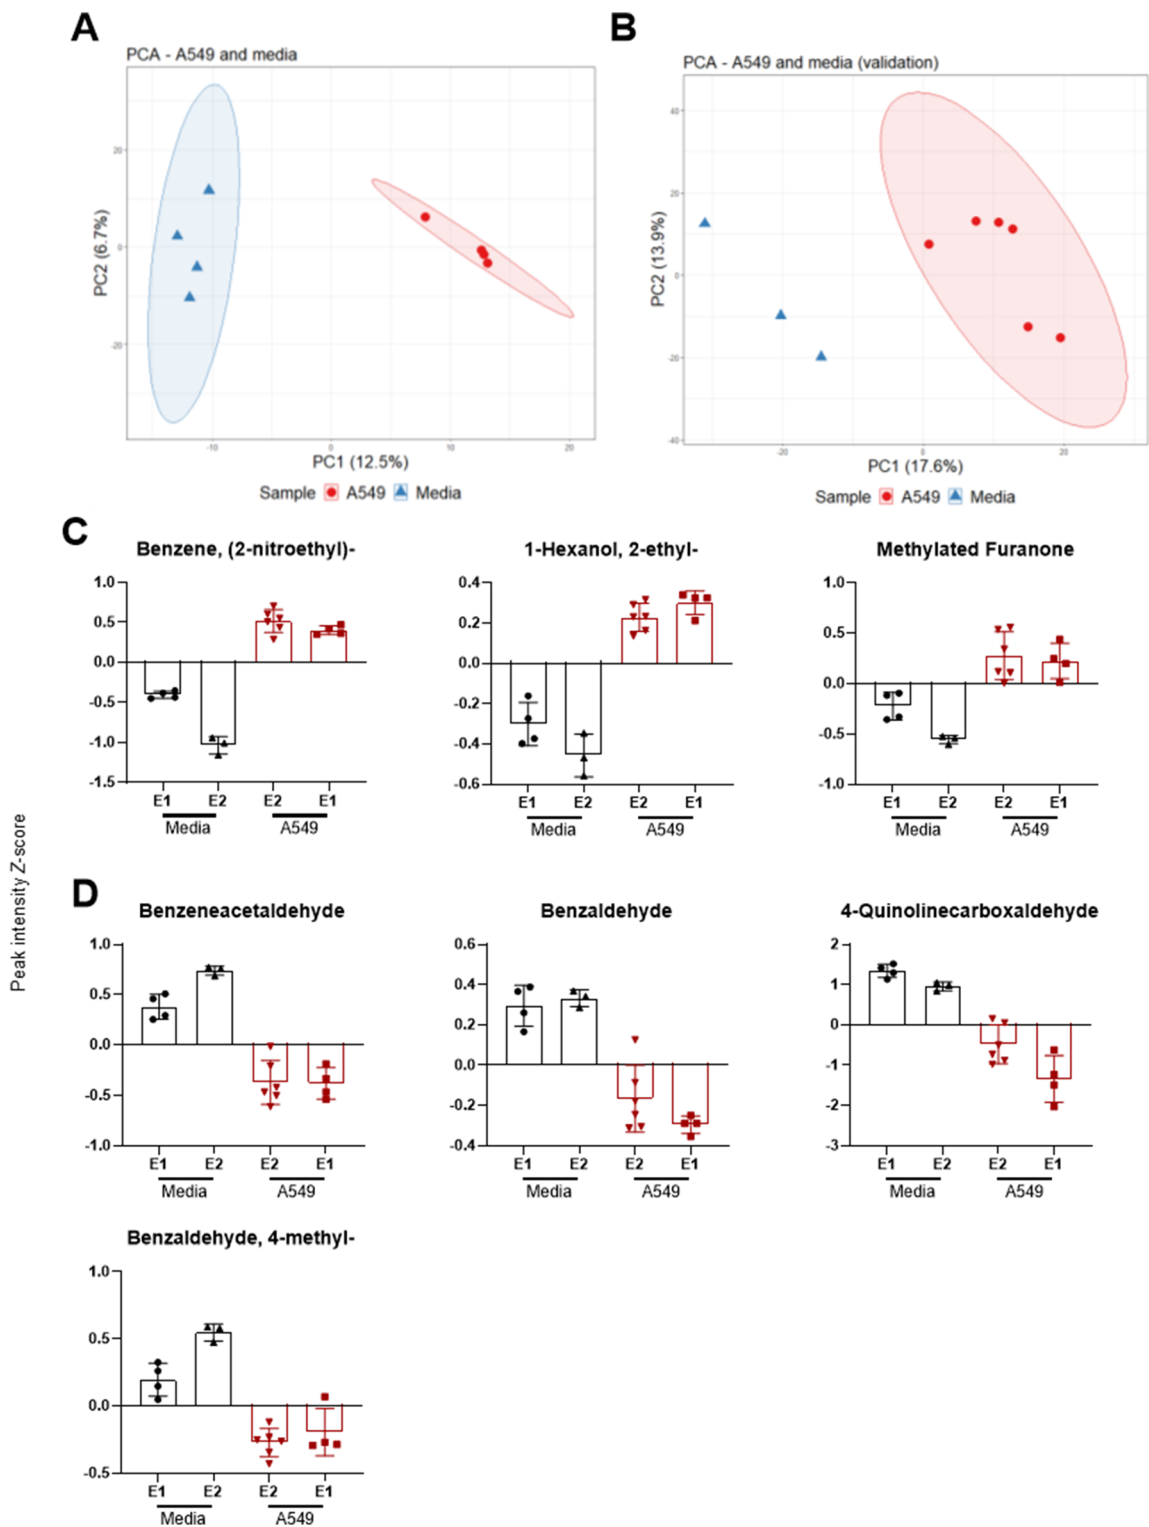 A
B
PCA - A549 and media
PCA - A549 and media (validation)
PC2 (6.7%)
20
0
-20
-10
0
10
20
PC1 (12.5%)
Sample A549 Media
PC2 (13.9%)
40
20
0
-20
-40
-20
0
20
PC1 (17.6%)
Sample A549 Media
C
Benzene, (2-nitroethyl)-
1.0
0.5
0.0
-0.5
-1.0
-1.5
E1 E2 E2 E1
Media A549
1-Hexanol, 2-ethyl-
0.4
0.2
0.0
-0.2
-0.4
-0.6
E1 E2 E2 E1
Media A549
Methylated Furanone
1.0
0.5
0.0
-0.5
-1.0
E1 E2 E2 E1
Media A549
Peak intensity Z-score
D
Benzeneacetaldehyde
1.0
0.5
0.0
-0.5
-1.0
E1 E2 E2 E1
Media A549
Benzaldehyde
0.6
0.4
0.2
0.0
-0.2
-0.4
E1 E2 E2 E1
Media A549
4-Quinolinecarboxaldehyde
2
1
0
-1
-2
-3
E1 E2 E2 E1
Media A549
Benzaldehyde, 4-methyl-
1.0
0.5
0.0
-0.5
E1 E2 E2 E1
Media A549